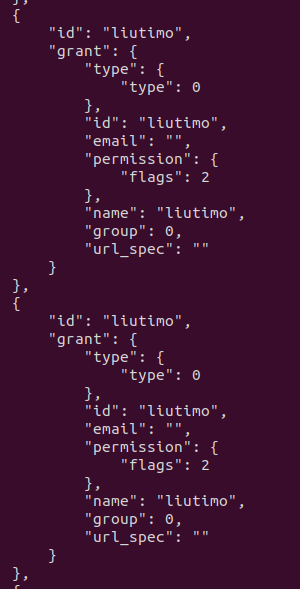 },
{
"id": "liutimo",
"grant": {
"type": {
"type": 0
},
"id": "liutimo",
"email": "",
"permission": {
"flags": 2
},
"name": "liutimo",
"group": 0,
"url_spec": ""
}
},
{
"id": "liutimo",
"grant": {
"type": {
"type": 0
},
"id": "liutimo",
"email": "",
"permission": {
"flags": 2
},
"name": "liutimo",
"group": 0,
"url_spec": ""
}
},
{